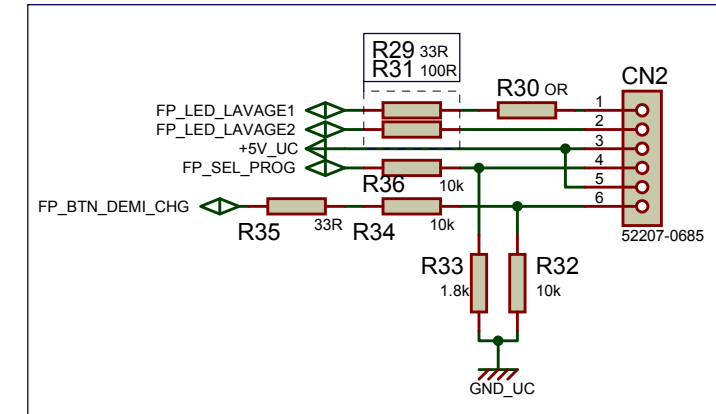 R29 33R
R31 100R
R30 OR
CN2
FP_LED_LAVAGE1
1
FP_LED_LAVAGE2
2
+5V_UC
3
FP_SEL_PROG
4
R36 10k
5
FP_BTN_DEMI_CHG
6
R35 33R
R34 10k
52207-0685
R33 1.8k
R32 10k
GND_UC